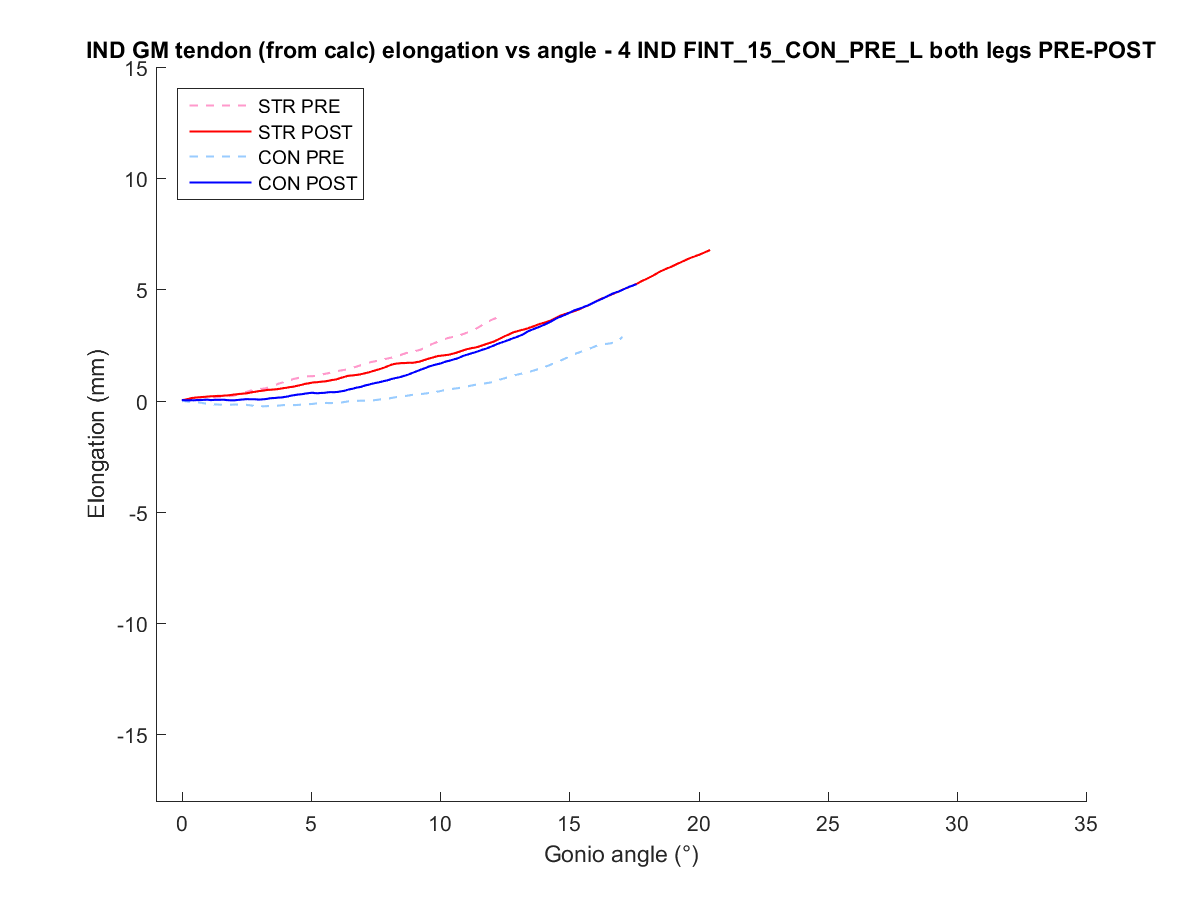 IND GM tendon (from calc) elongation vs angle - 4 IND FINT_15_CON_PRE_L both legs PRE-POST
15
10
5
0
-5
-10
-15
Elongation (mm)
STR PRE
STR POST
CON PRE
CON POST
0 5 10 15 20 25 30 35
Gonio angle (°)